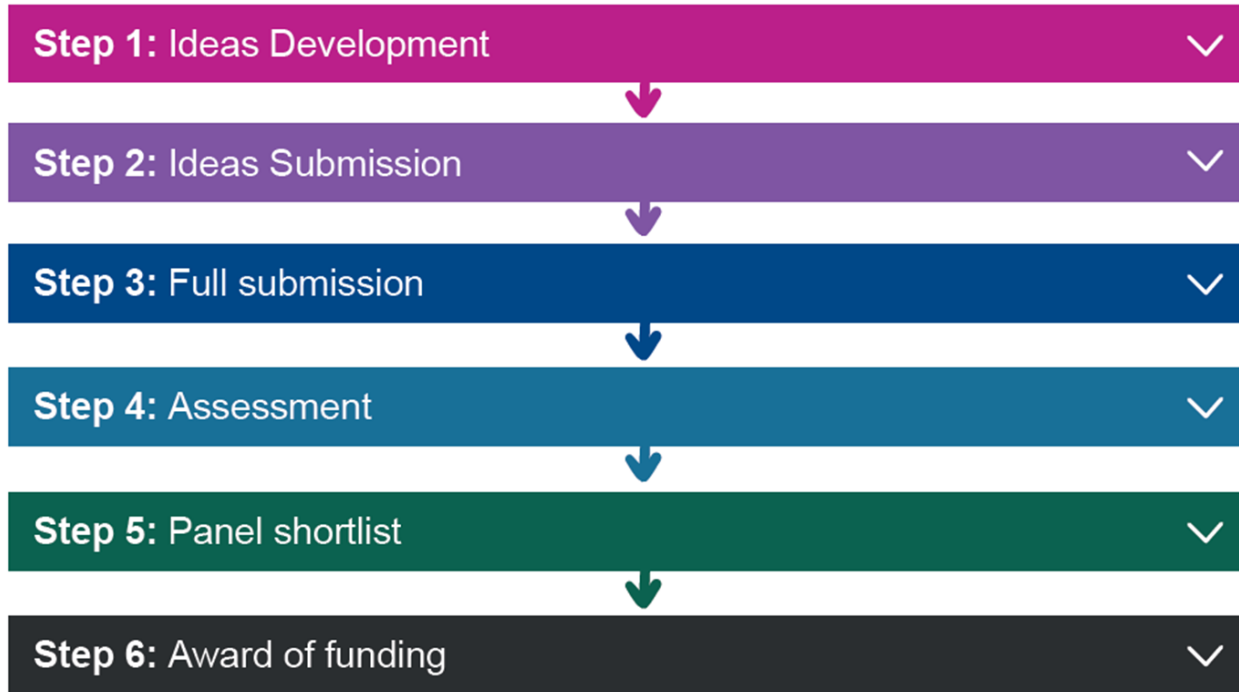 Step 1: Ideas Development
Step 2: Ideas Submission
Step 3: Full submission
Step 4: Assessment
Step 5: Panel shortlist
Step 6: Award of funding